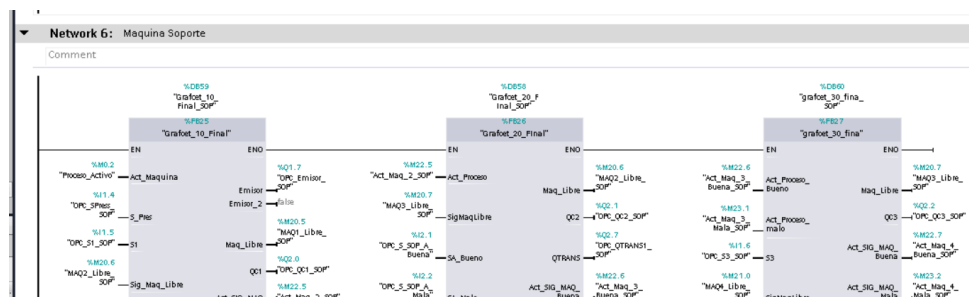 Network 6: Maquina Soporte
Comment
%DB59
"Grafcet_10_
Final_SOP"
%FB25
"Grafcet_10_Final"
EN
ENO
%M0.2
"Proceso_Activo"
Act_Maquina
%I1.4
"OPC_SPress_
SOP"
S_Pres
%I1.5
"OPC_S1_SOP"
S1
%M20.6
"MAQ2_Libre_
SOP"
Sig_Maq_Libre
Emisor
%Q1.7
"OPC_Emisor_
SOP"
Emisor_2
false
Maq_Libre
%M20.5
"MAQ1_Libre_
SOP"
QC1
%Q2.0
"OPC_QC1_SOP"
%M22.5
%DB58
"Grafcet_20_F
inal_SOP"
%FB26
"Grafcet_20_Final"
EN
ENO
%M22.5
"Act_Maq_2_SOP"
Act_Proceso
%M20.7
"MAQ3_Libre_
SOP"
SigMaqLibre
%I2.1
"OPC_S_SOP_A_
Buena"
SA_Bueno
%I2.2
"OPC_S_SOP_A_
Maq_Libre
%M20.6
"MAQ2_Libre_
SOP"
QC2
%Q2.1
"OPC_QC2_SOP"
QTRANS
%Q2.7
"OPC_QTRANS1_
SOP"
Act_SIG_MAQ_
%M22.6
"Act_Maq_3_
%DB60
"grafcet_30_fina_
SOP"
%FB27
"grafcet_30_fina"
EN
ENO
%M22.6
"Act_Maq_3_
Buena_SOP"
Act_Proceso_
Bueno
%M23.1
"Act_Maq_3_
Mala_SOP"
Act_Proceso_
malo
%I1.6
"OPC_S3_SOP"
S3
%M21.0
"MAQ4_Libre_
Maq_Libre
%M20.7
"MAQ3_Libre_
SOP"
QC3
%Q2.2
"OPC_QC3_SOP"
Act_SIG_MAQ_
Buena
%M22.7
"Act_Maq_4_
Buena_SOP"
Act_SIG_MAQ_
%M23.2
"Act_Maq_4_